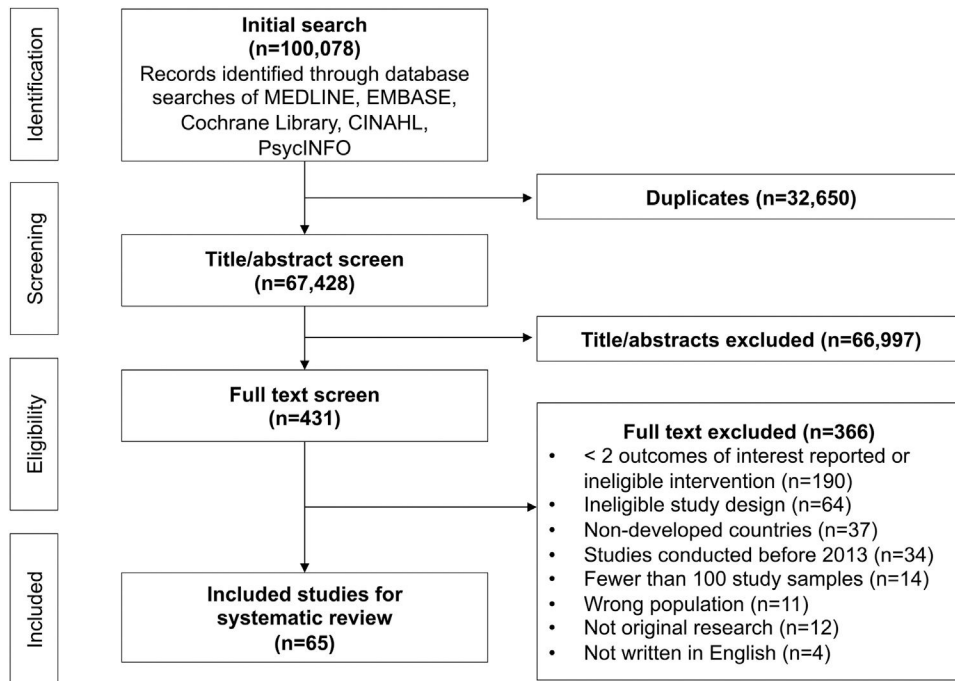 Identification
Initial search
(n=100,078)
Records identified through database
searches of MEDLINE, EMBASE,
Cochrane Library, CINAHL,
PsycINFO
Screening
Duplicates (n=32,650)
Title/abstract screen
(n=67,428)
Title/abstracts excluded (n=66,997)
Eligibility
Full text screen
(n=431)
Full text excluded (n=366)
• < 2 outcomes of interest reported or
ineligible intervention (n=190)
• Ineligible study design (n=64)
• Non-developed countries (n=37)
• Studies conducted before 2013 (n=34)
• Fewer than 100 study samples (n=14)
• Wrong population (n=11)
• Not original research (n=12)
• Not written in English (n=4)
Included
Included studies for
systematic review
(n=65)